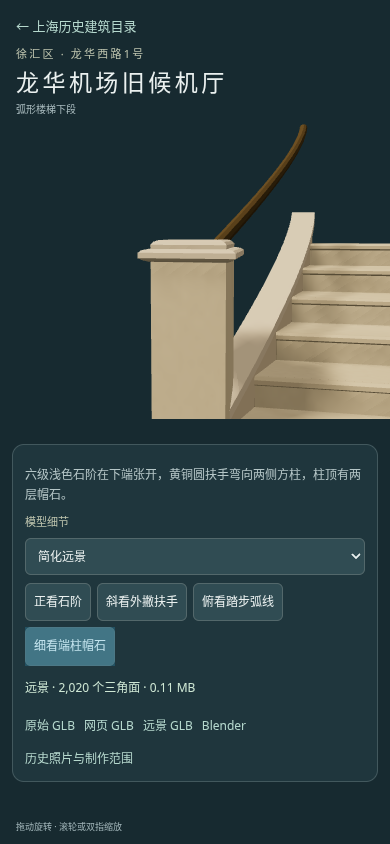 ← 上海历史建筑目录
徐汇区 · 龙华西路1号
龙华机场旧候机厅
弧形楼梯下段
六级浅色石阶在下端张开，黄铜圆扶手弯向两侧方柱，柱顶有两
层帽石。
模型细节
简化远景
正看石阶 斜看外撇扶手 俯看踏步弧线
细看端柱帽石
远景 · 2,020 个三角面 · 0.11 MB
原始 GLB 网页 GLB 远景 GLB Blender
历史照片与制作范围
拖动旋转 · 滚轮或双指缩放